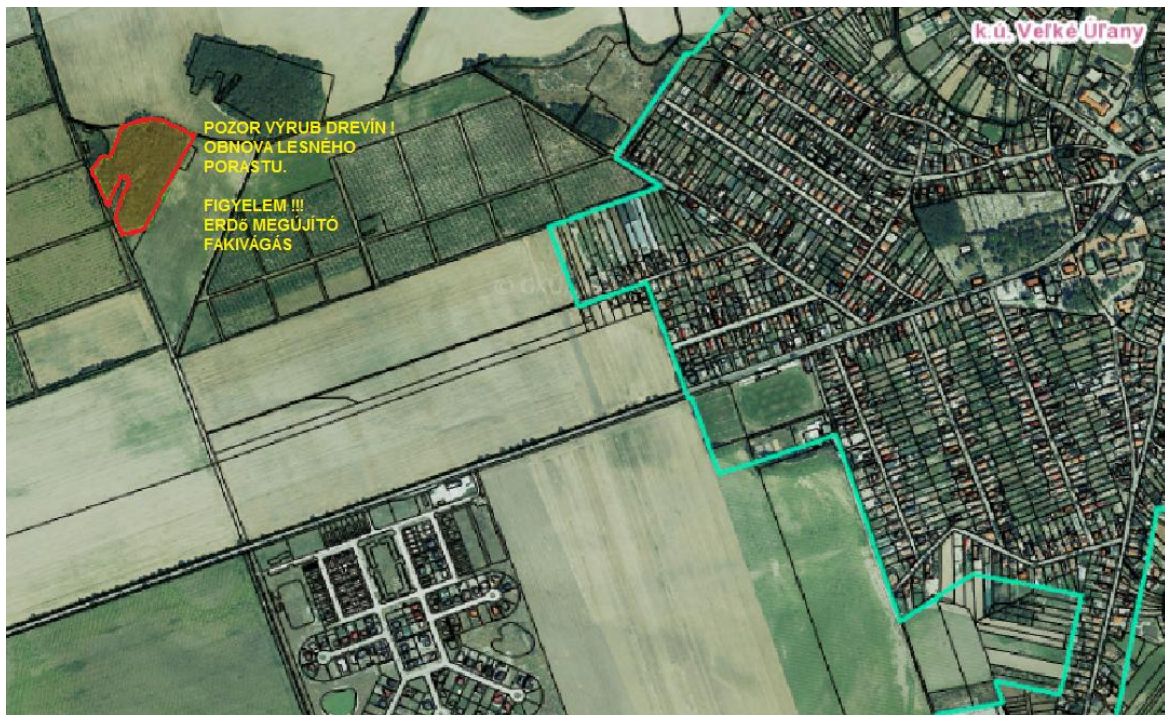 k.ú. Veľké Úľany
POZOR VÝRUB DREVÍN !
OBNOVA LESNÉHO
PORASTU.
FIGYELEM !!!
ERDő MEGÚJÍTÓ
FAKIVÁGÁS